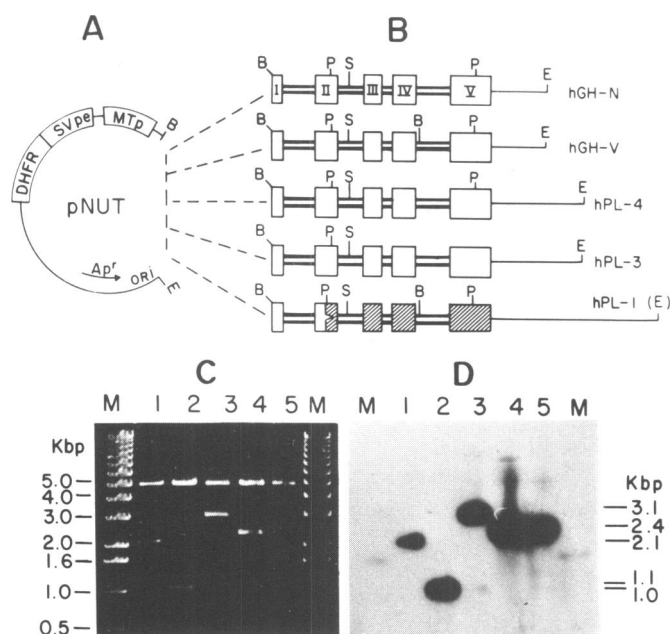 A
B
DHFR
SVpe
MTp
B
pNUT
Apr
ori
E
B
P
S
P
E
I
II
III
IV
V
hGH-N
B
P
S
B
P
E
hGH-V
B
P
S
P
E
hPL-4
B
P
S
E
hPL-3
B
P
S
B
P
hPL-1 (E)
C
M 1 2 3 4 5 M
Kbp
5.0
4.0
3.0
2.0
1.6
1.0
0.5
D
M 1 2 3 4 5 M
Kbp
3.1
2.4
2.1
1.1
1.0